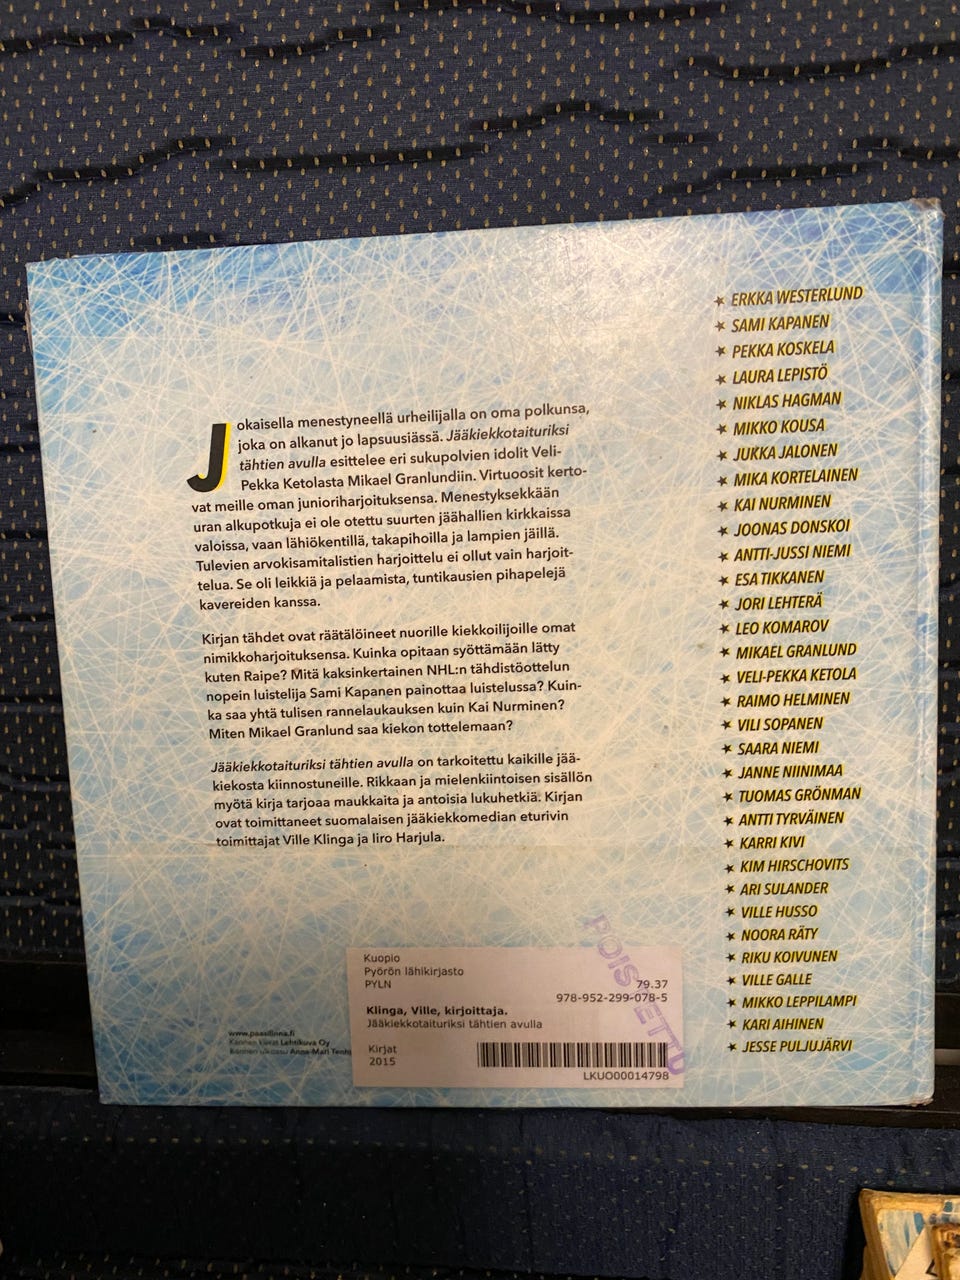 Jokaisella menestyneellä urheilijalla on oma polkunsa,
joka on alkanut jo lapsuusiässä. Jääkiekkotaituriksi
tähtien avulla esittelee eri sukupolvien idolit Veli-
Pekka Ketolasta Mikael Granlundiin. Virtuoosit kerto-
vat meille oman junioriharjoituksensa. Menestyksekkään
uran alkupotkuja ei ole otettu suurten jäähallien kirkkaissa
valoissa, vaan lähiökentillä, takapihoilla ja lampien jäillä.
Tulevien arvokisamitalistien harjoittelu ei ollut vain harjoit-
telua. Se oli leikkiä ja pelaamista, tuntikausien pihapelejä
kavereiden kanssa.
Kirjan tähdet ovat räätälöineet nuorille kiekkoilijoille omat
nimikkoharjoituksensa. Kuinka opitaan syöttämään lätty
kuten Raipe? Mitä kaksinkertainen NHL:n tähdistöottelun
nopein luistelija Sami Kapanen painottaa luistelussa? Kuin-
ka saa yhtä tulisen rannelaukauksen kuin Kai Nurminen?
Miten Mikael Granlund saa kiekon tottelemaan?
Jääkiekkotaituriksi tähtien avulla on tarkoitettu kaikille jää-
kiekosta kiinnostuneille. Rikkaan ja mielenkiintoisen sisällön
myötä kirja tarjoaa maukkaita ja antoisia lukuhetkiä. Kirjan
ovat toimittaneet suomalaisen jääkiekkomedian eturivin
toimittajat Ville Klinga ja Iiro Harjula.
★ ERKKA WESTERLUND
★ SAMI KAPANEN
★ PEKKA KOSKELA
★ LAURA LEPISTÖ
★ NIKLAS HAGMAN
★ MIKKO KOUSA
★ JUKKA JALONEN
★ MIKA KORTELAINEN
★ KAI NURMINEN
★ JOONAS DONSKOI
★ ANTTI-JUSSI NIEMI
★ ESA TIKKANEN
★ JORI LEHTERÄ
★ LEO KOMAROV
★ MIKAEL GRANLUND
★ VELI-PEKKA KETOLA
★ RAIMO HELMINEN
★ VILI SOPANEN
★ SAARA NIEMI
★ JANNE NIINIMAA
★ TUOMAS GRÖNMAN
★ ANTTI TYRVÄINEN
★ KARRI KIVI
★ KIM HIRSCHOVITS
★ ARI SULANDER
★ VILLE HUSSO
★ NOORA RÄTY
★ RIKU KOIVUNEN
★ VILLE GALLE
★ MIKKO LEPPILAMPI
★ KARI AIHINEN
★ JESSE PULJUJÄRVI
www.paasilinna.fi
Kannen kuvat Lehtikuva Oy
Kannen ulkoasu Anna-Mari
Kuopio
Pyörön lähikirjasto
PYLN 79.37
978-952-299-078-5
Klinga, Ville, kirjoittaja.
Jääkiekkotaituriksi tähtien avulla
Kirjat
2015
LKUO00014798
POISTETTU